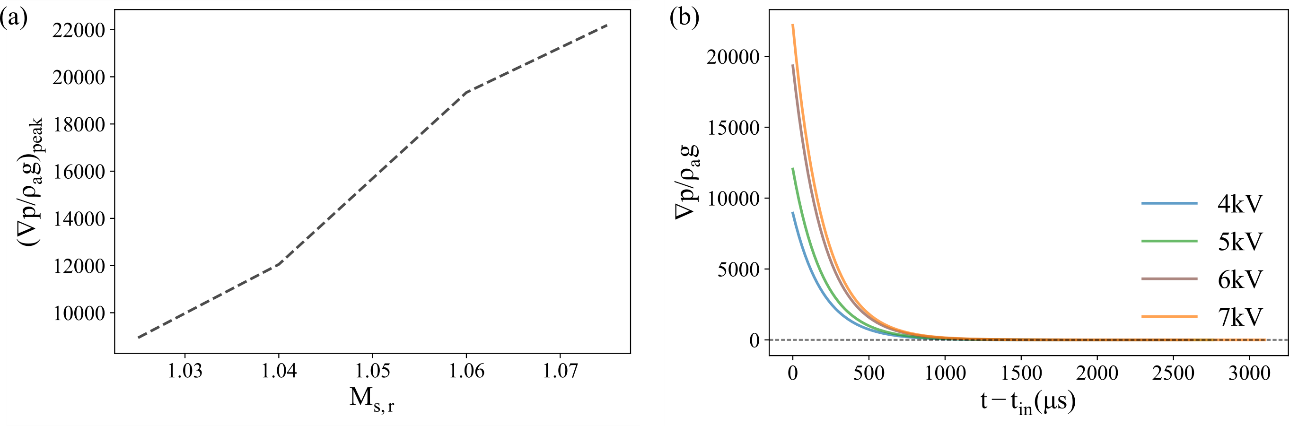 (a)
22000
20000
18000
16000
14000
12000
10000
(∇p/ρₐg)ₚₑₐₖ
1.03 1.04 1.05 1.06 1.07
Mₛ,ᵣ
(b)
20000
15000
10000
5000
0
∇p/ρₐg
4kV
5kV
6kV
7kV
0 500 1000 1500 2000 2500 3000
t−tᵢₙ(μs)